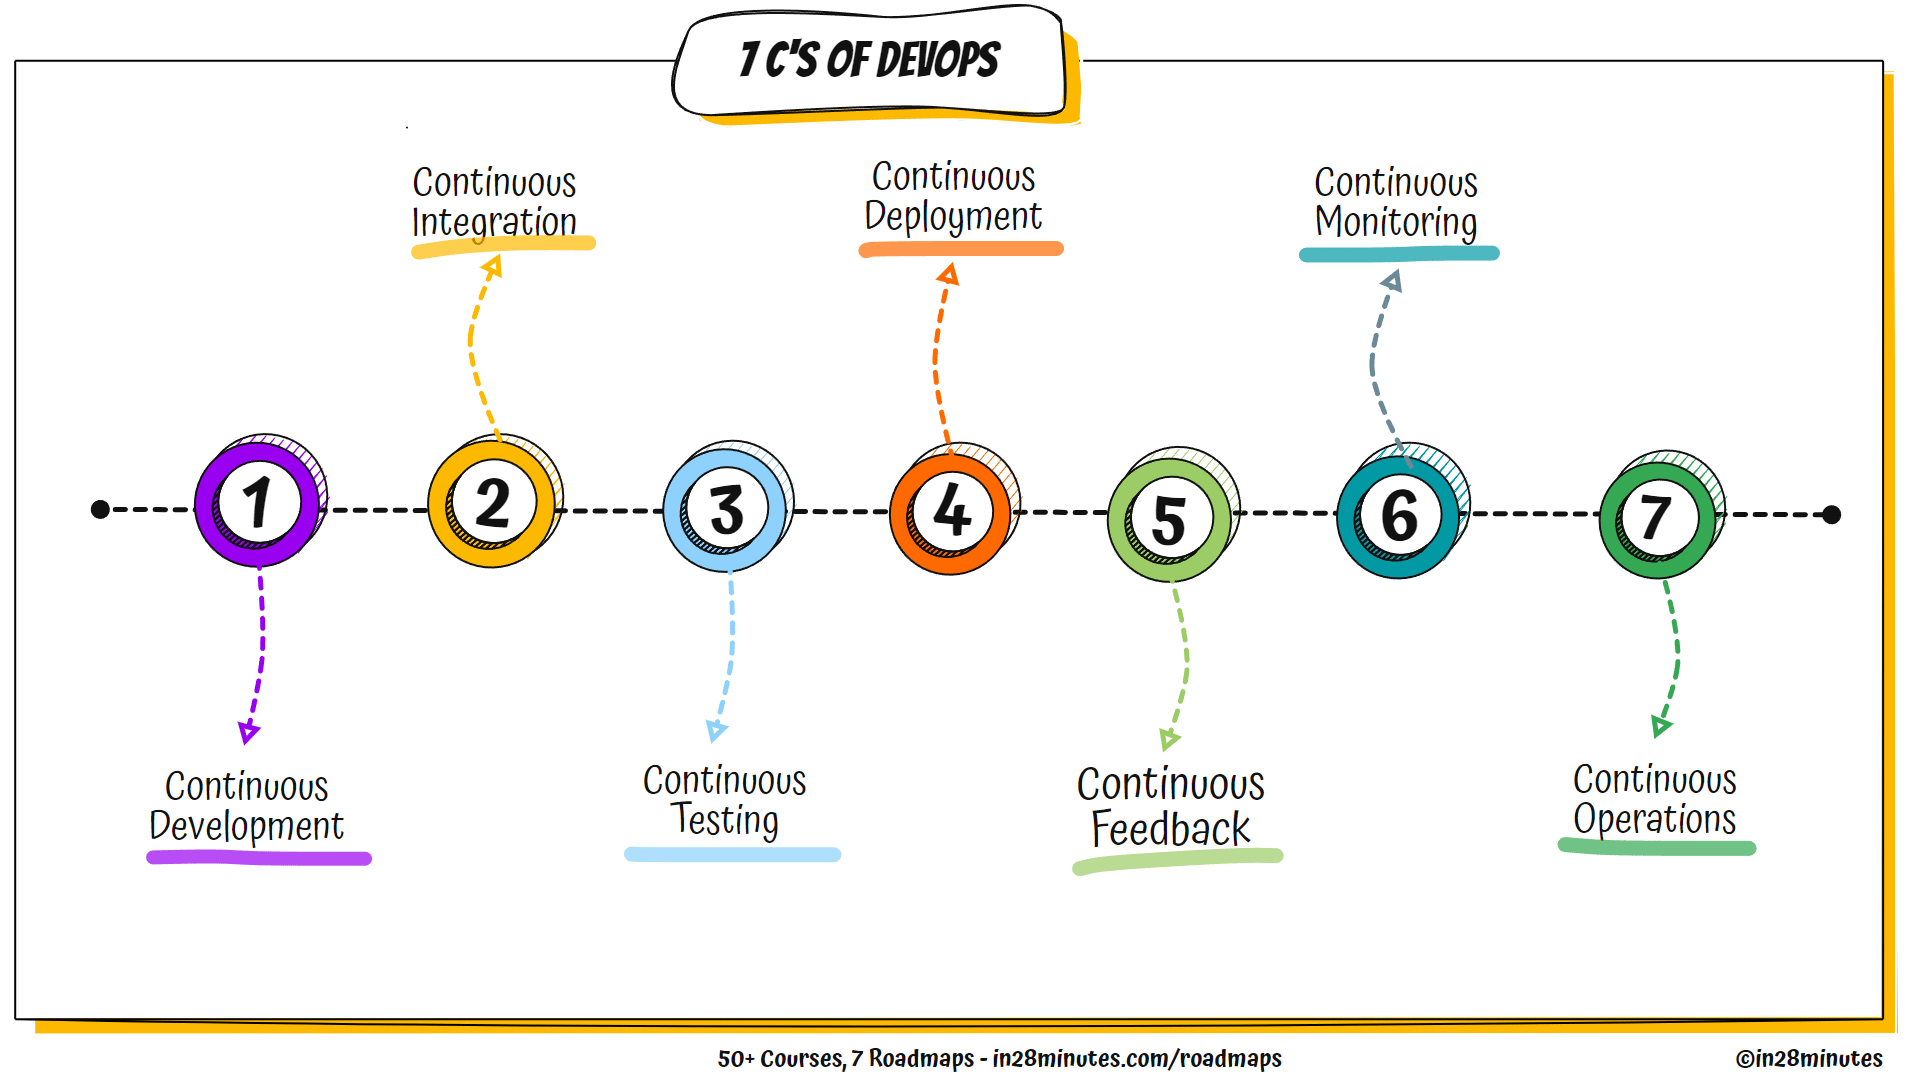 7 C'S OF DEVOPS
Continuous
Integration
Continuous
Deployment
Continuous
Monitoring
1
2
3
4
5
6
7
Continuous
Development
Continuous
Testing
Continuous
Feedback
Continuous
Operations
50+ Courses, 7 Roadmaps - in28minutes.com/roadmaps
©in28minutes